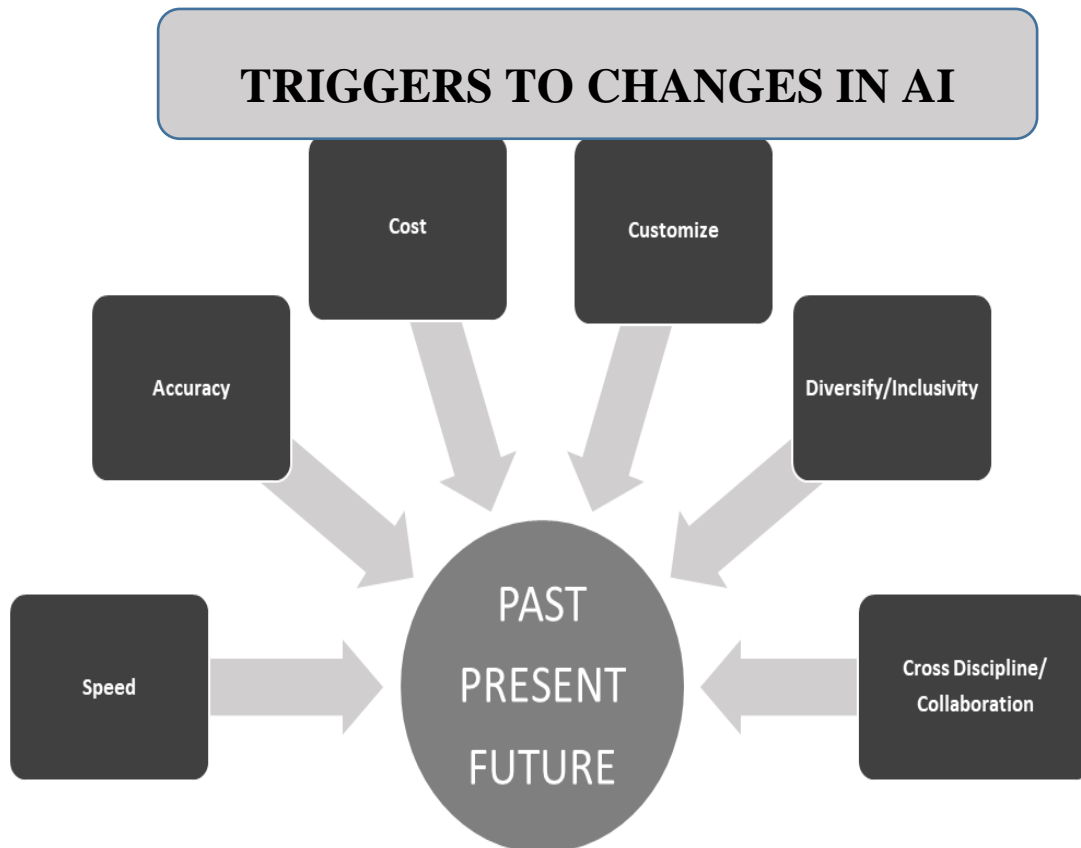 TRIGGERS TO CHANGES IN AI
Cost
Customize
Accuracy
Diversify/Inclusivity
Speed
PAST
PRESENT
FUTURE
Cross Discipline/
Collaboration